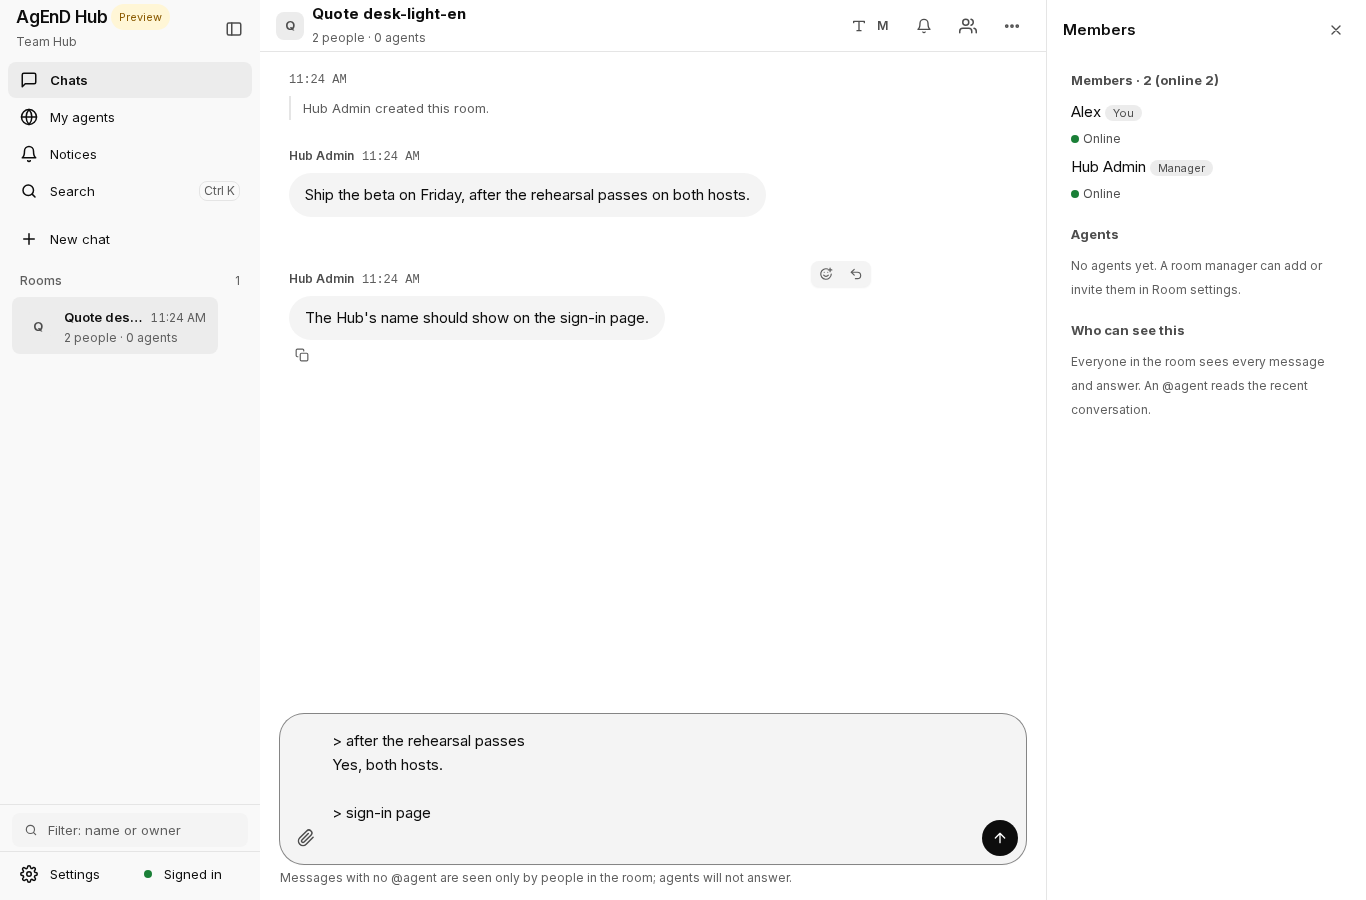 AgEnD Hub Preview
Team Hub
Chats
My agents
Notices
Search Ctrl K
New chat
Rooms 1
Q Quote des... 11:24 AM
2 people · 0 agents
Filter: name or owner
Settings Signed in
Q Quote desk-light-en
2 people · 0 agents
T M
11:24 AM
Hub Admin created this room.
Hub Admin 11:24 AM
Ship the beta on Friday, after the rehearsal passes on both hosts.
Hub Admin 11:24 AM
The Hub's name should show on the sign-in page.
> after the rehearsal passes
Yes, both hosts.
> sign-in page
Messages with no @agent are seen only by people in the room; agents will not answer.
Members
Members · 2 (online 2)
Alex You
Online
Hub Admin Manager
Online
Agents
No agents yet. A room manager can add or
invite them in Room settings.
Who can see this
Everyone in the room sees every message
and answer. An @agent reads the recent
conversation.